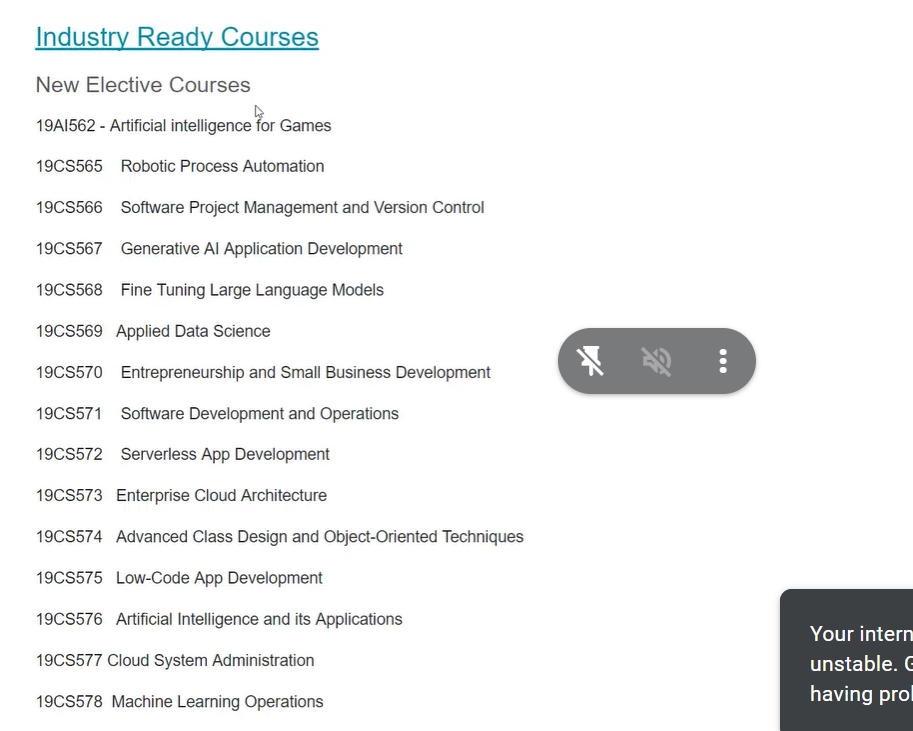 Industry Ready Courses
New Elective Courses
19AI562 - Artificial intelligence for Games
19CS565 Robotic Process Automation
19CS566 Software Project Management and Version Control
19CS567 Generative AI Application Development
19CS568 Fine Tuning Large Language Models
19CS569 Applied Data Science
19CS570 Entrepreneurship and Small Business Development
19CS571 Software Development and Operations
19CS572 Serverless App Development
19CS573 Enterprise Cloud Architecture
19CS574 Advanced Class Design and Object-Oriented Techniques
19CS575 Low-Code App Development
19CS576 Artificial Intelligence and its Applications
19CS577 Cloud System Administration
19CS578 Machine Learning Operations
Your intern
unstable. G
having prol